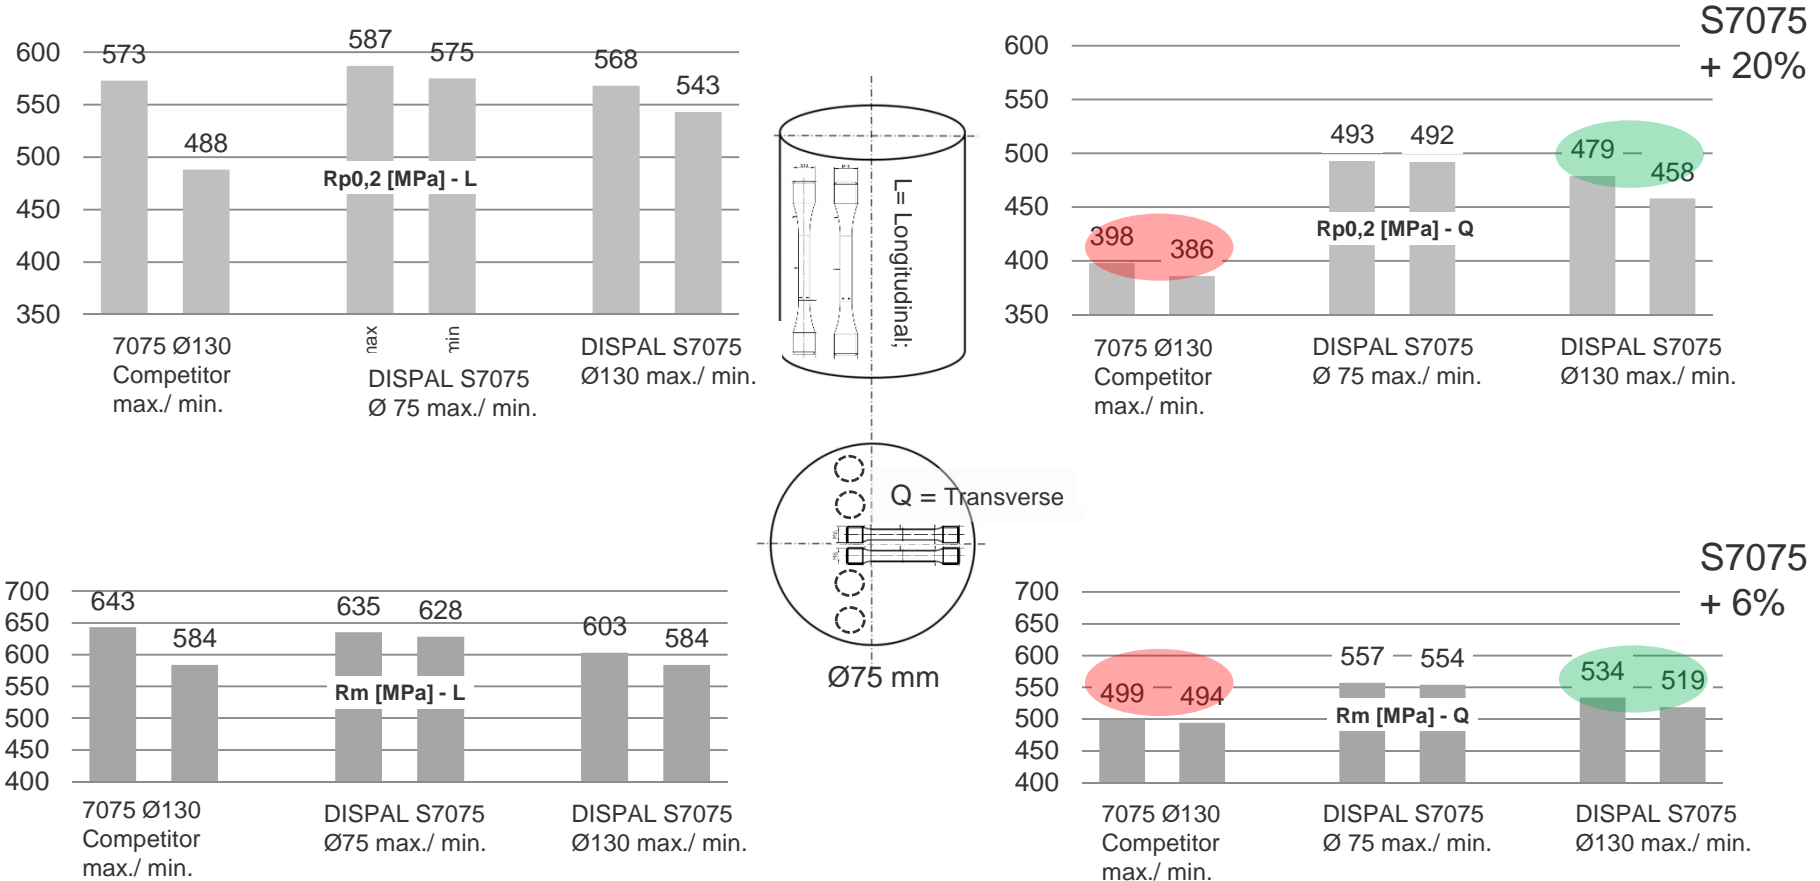 600
550
500
450
400
350
573
488
587
575
568
543
Rp0,2 [MPa] - L
7075 Ø130
Competitor
max./ min.
min
DISPAL S7075
Ø 75 max./ min.
DISPAL S7075
Ø130 max./ min.
L= Longitudinal;
S7075
+ 20%
600
550
500
450
400
350
398
386
493
492
479
458
Rp0,2 [MPa] - Q
7075 Ø130
Competitor
max./ min.
DISPAL S7075
Ø 75 max./ min.
DISPAL S7075
Ø130 max./ min.
Q = Transverse
Ø75 mm
700
650
600
550
500
450
400
643
584
635
628
603
584
Rm [MPa] - L
7075 Ø130
Competitor
max./ min.
DISPAL S7075
Ø75 max./ min.
DISPAL S7075
Ø130 max./ min.
S7075
+ 6%
700
650
600
550
500
450
400
499
494
557
554
534
519
Rm [MPa] - Q
7075 Ø130
Competitor
max./ min.
DISPAL S7075
Ø 75 max./ min.
DISPAL S7075
Ø130 max./ min.